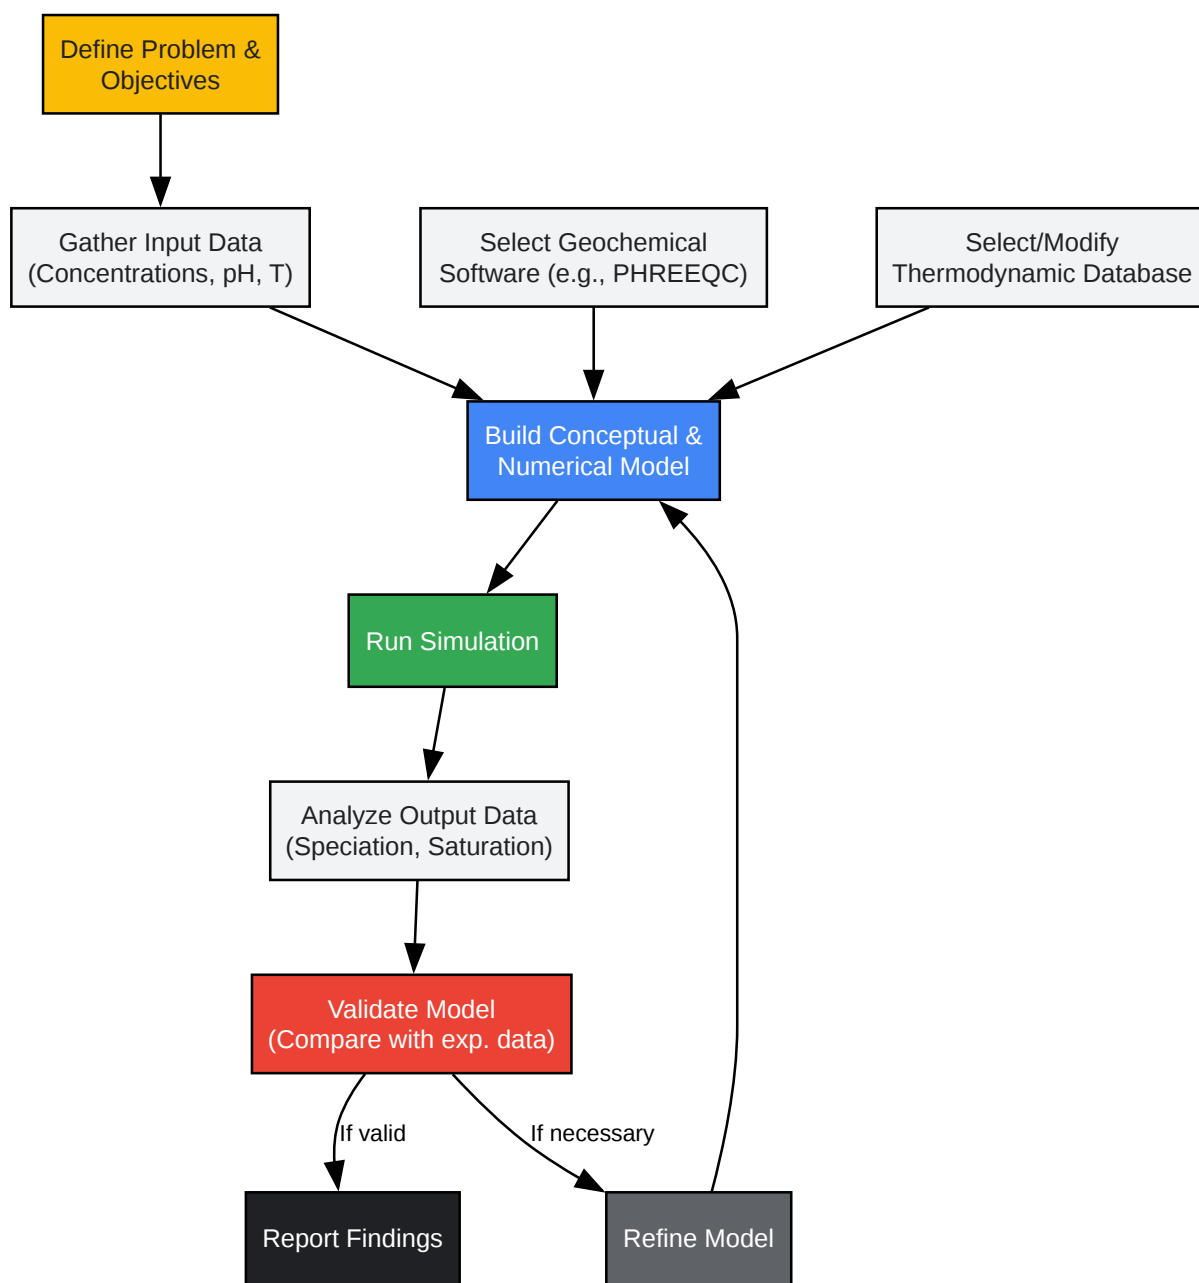 Define Problem &
Objectives
Gather Input Data
(Concentrations, pH, T)
Select Geochemical
Software (e.g., PHREEQC)
Select/Modify
Thermodynamic Database
Build Conceptual &
Numerical Model
Run Simulation
Analyze Output Data
(Speciation, Saturation)
Validate Model
(Compare with exp. data)
If valid
If necessary
Report Findings
Refine Model